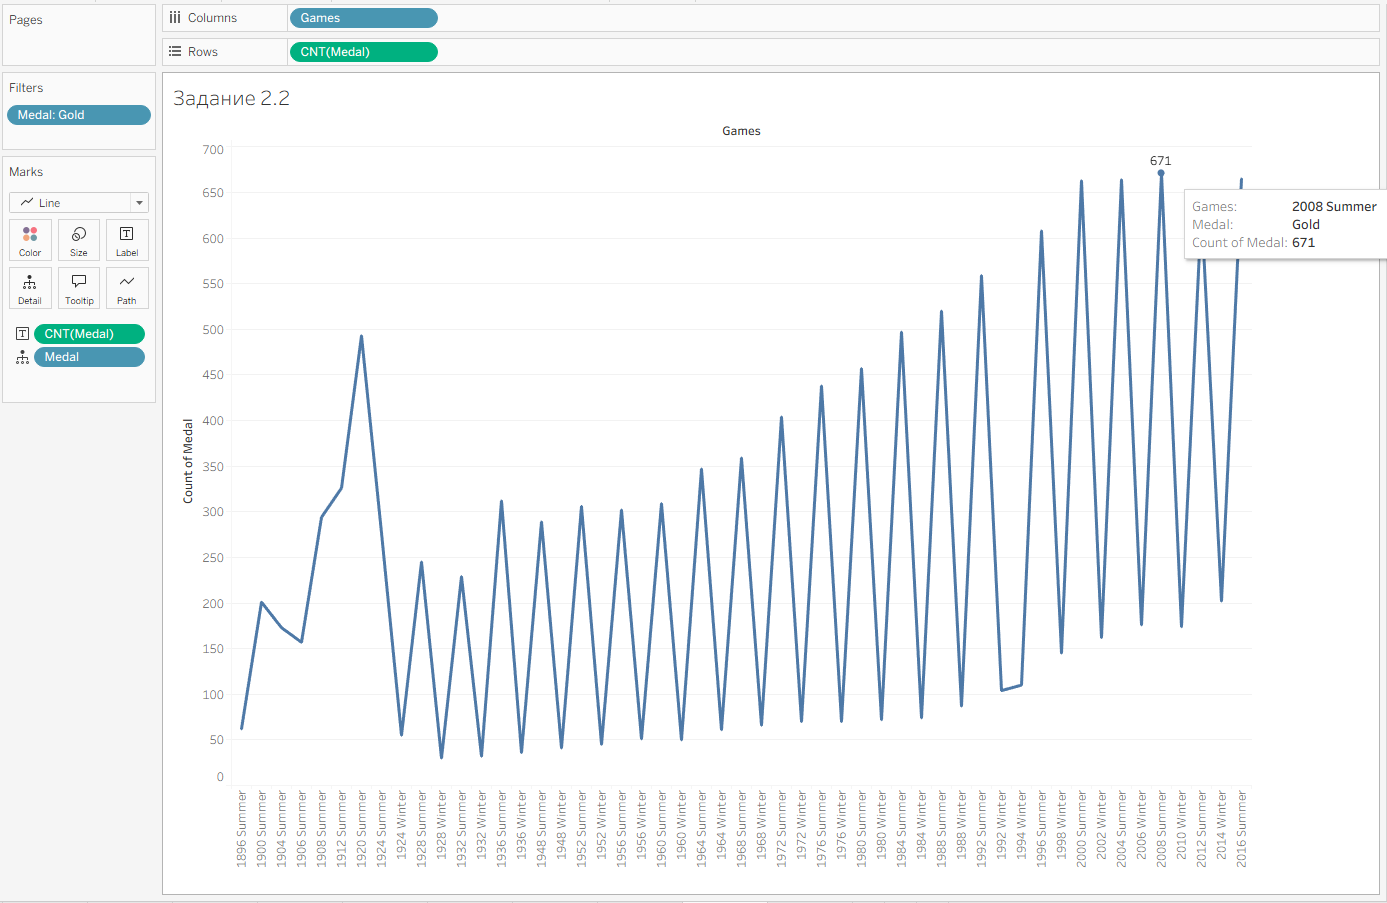 Pages
Columns
Games
Rows
CNT(Medal)
Filters
Medal: Gold
Marks
Line
Color
Size
Label
Detail
Tooltip
Path
CNT(Medal)
Medal
Задание 2.2
Games
Count of Medal
700
650
600
550
500
450
400
350
300
250
200
150
100
50
0
671
Games: 2008 Summer
Medal: Gold
Count of Medal: 671
1896 Summer
1900 Summer
1904 Summer
1906 Summer
1908 Summer
1912 Summer
1920 Summer
1924 Summer
1924 Winter
1928 Summer
1928 Winter
1932 Summer
1932 Winter
1936 Summer
1936 Winter
1948 Summer
1948 Winter
1952 Summer
1952 Winter
1956 Summer
1956 Winter
1960 Summer
1960 Winter
1964 Summer
1964 Winter
1968 Summer
1968 Winter
1972 Summer
1972 Winter
1976 Summer
1976 Winter
1980 Summer
1980 Winter
1984 Summer
1984 Winter
1988 Summer
1988 Winter
1992 Summer
1992 Winter
1994 Winter
1996 Summer
1998 Winter
2000 Summer
2002 Winter
2004 Summer
2006 Winter
2008 Summer
2010 Winter
2012 Summer
2014 Winter
2016 Summer